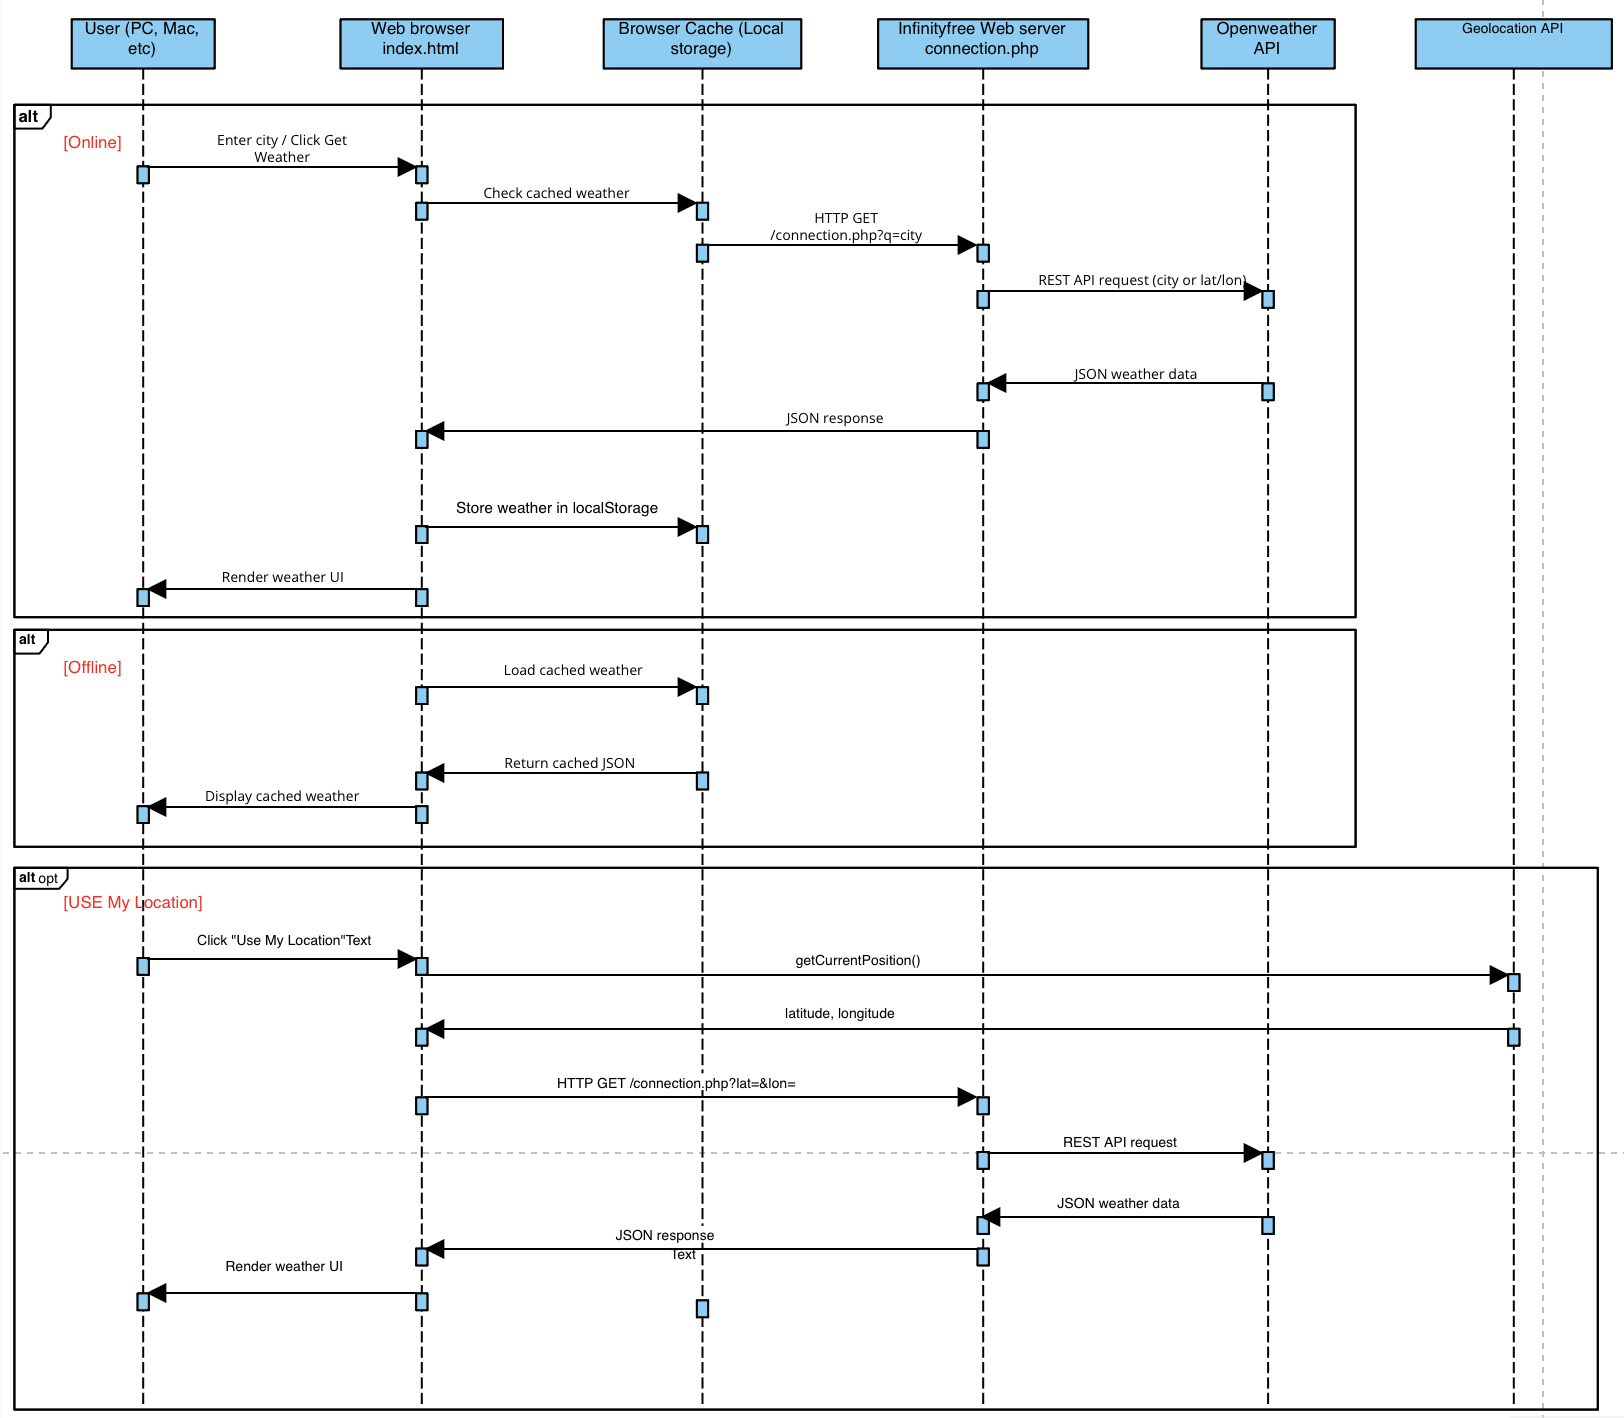 User (PC, Mac,
etc)
Web browser
index.html
Browser Cache (Local
storage)
Infinityfree Web server
connection.php
Openweather
API
Geolocation API
alt
[Online]
Enter city / Click Get
Weather
Check cached weather
HTTP GET
/connection.php?q=city
REST API request (city or lat/lon)
JSON weather data
JSON response
Store weather in localStorage
Render weather UI
alt
[Offline]
Load cached weather
Return cached JSON
Display cached weather
alt opt
[USE My Location]
Click "Use My Location"Text
getCurrentPosition()
latitude, longitude
HTTP GET /connection.php?lat=&lon=
REST API request
JSON weather data
JSON response
Text
Render weather UI